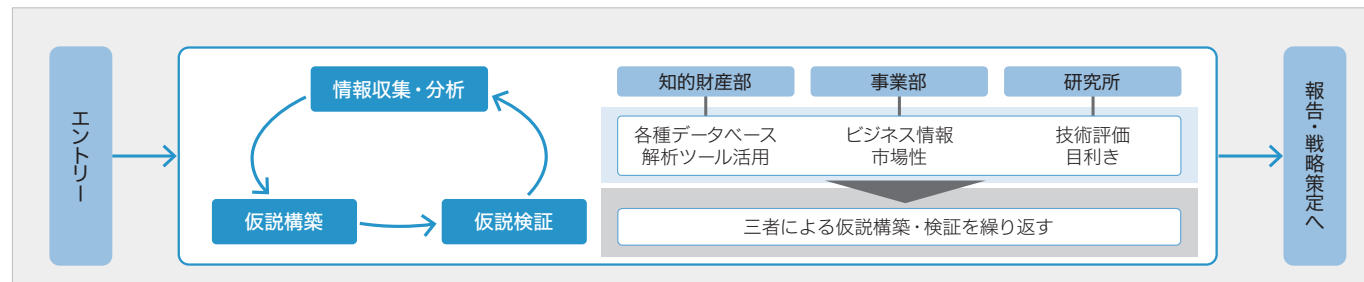 エントリー
情報収集・分析
仮説構築
仮説検証
知的財産部
事業部
研究所
各種データベース
解析ツール活用
ビジネス情報
市場性
技術評価
目利き
三者による仮説構築・検証を繰り返す
報告・戦略策定へ